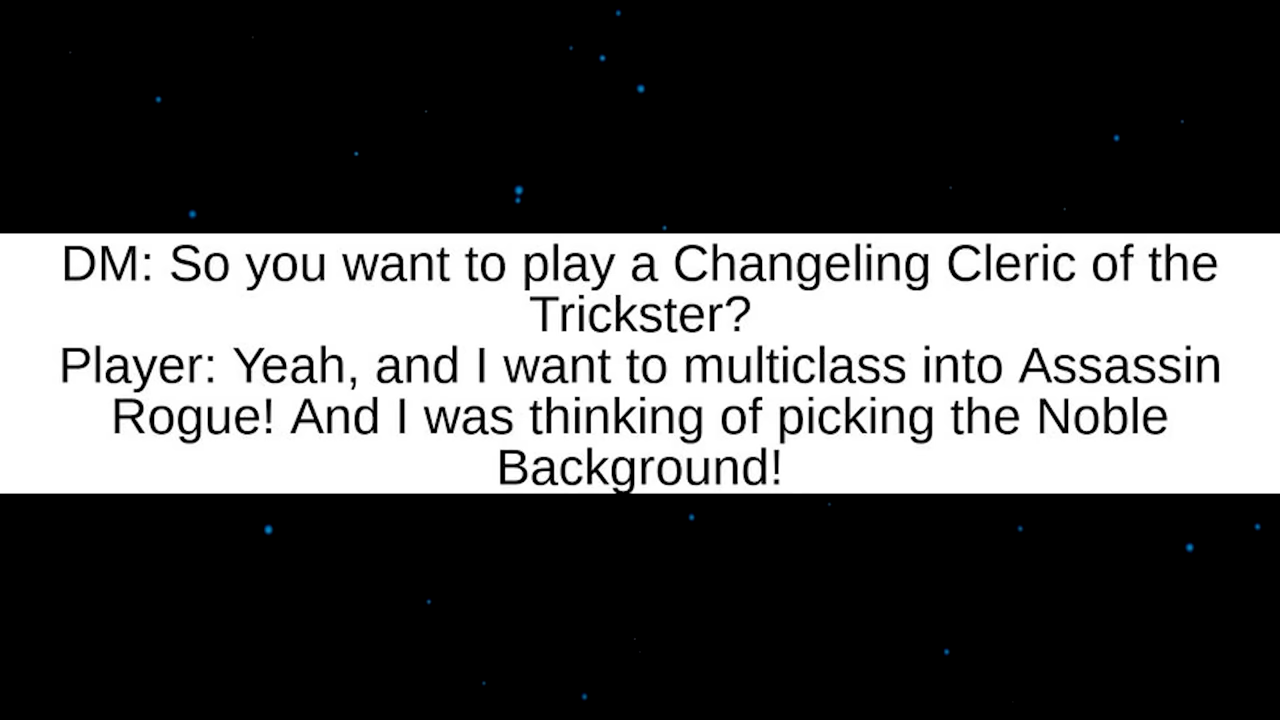 DM: So you want to play a Changeling Cleric of the
Trickster?
Player: Yeah, and I want to multiclass into Assassin
Rogue! And I was thinking of picking the Noble
Background!